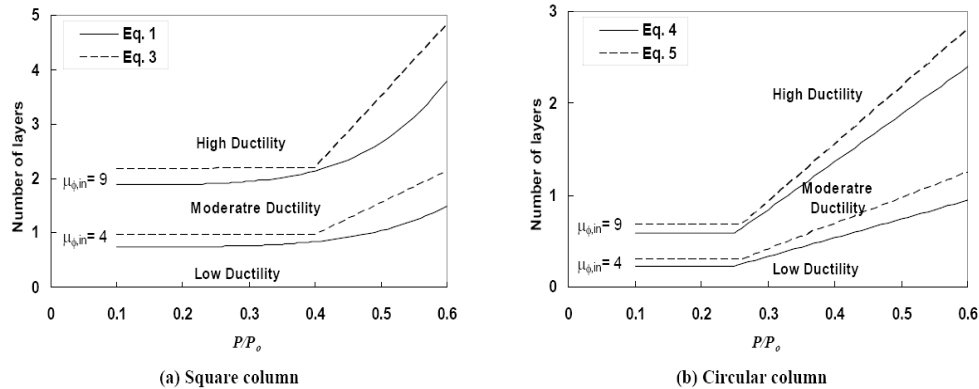 5
4
3
2
1
0
Number of layers
Eq. 1
Eq. 3
High Ductility
μϕ,in= 9
Moderatre Ductility
μϕ,in= 4
Low Ductility
0 0.1 0.2 0.3 0.4 0.5 0.6
P/Po
(a) Square column
3
2
1
0
Number of layers
Eq. 4
Eq. 5
High Ductility
Moderatre
Ductility
μϕ,in= 9
μϕ,in= 4
Low Ductility
0 0.1 0.2 0.3 0.4 0.5 0.6
P/Po
(b) Circular column